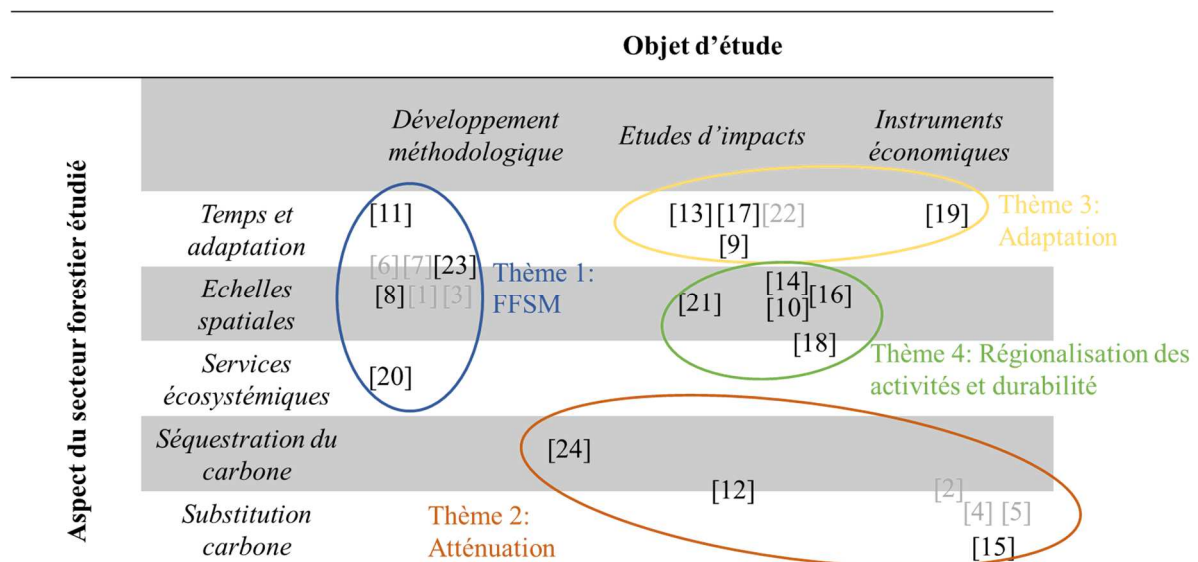 Objet d'étude
Développement
méthodologique
Etudes d'impacts
Instruments
économiques
Aspect du secteur forestier étudié
Temps et
adaptation
[11]
[13] [17] [22]
[9]
[19]
Thème 3:
Adaptation
[6] [7] [23]
Echelles
spatiales
[8] [1] [3]
Thème 1:
FFSM
[21]
[14]
[10]
[16]
[18]
Thème 4: Régionalisation des
activités et durabilité
Services
écosystémiques
[20]
Séquestration du
carbone
[24]
[12]
[2]
Substitution
carbone
Thème 2:
Atténuation
[4] [5]
[15]